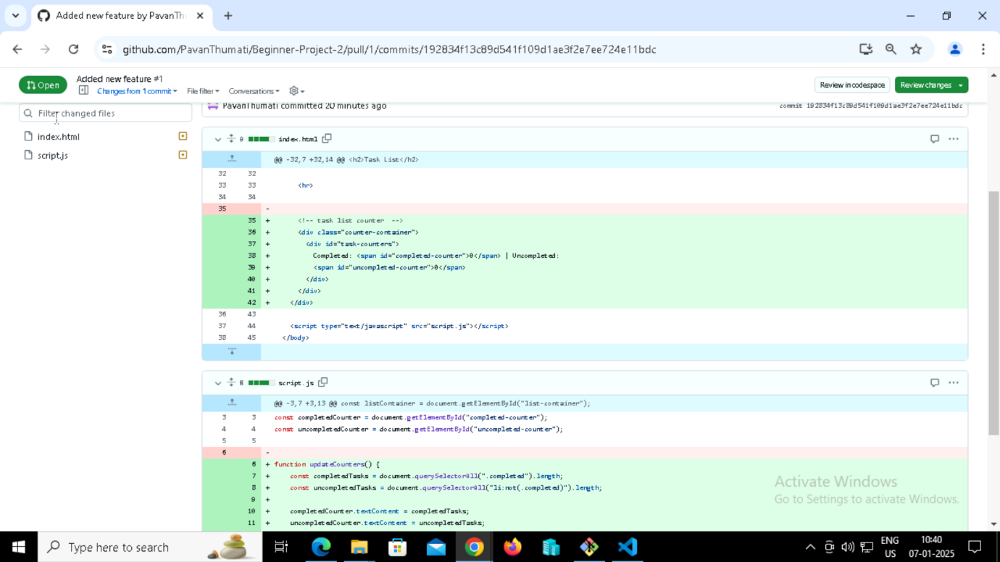 Added new feature by PavanTh
github.com/PavanThumati/Beginner-Project-2/pull/1/commits/192834f13c89d541f109d1ae3f2e7ee724e11bdc
Open
Added new feature #1
Changes from 1 commit
File filter
Conversations
Review in codespace
Review changes
Filter changed files
index.html
script.js
PavanThumati committed 20 minutes ago
commit 192834f13c89d541f109d1ae3f2e7ee724e11bdc
9 index.html
@@ -32,7 +32,14 @@ <h2>Task List</h2>
32 32
33 33 <hr>
34 34
35 -
35 + <!-- task list counter -->
36 + <div class="counter-container">
37 + <div id="task-counters">
38 + Completed: <span id="completed-counter">0</span> | Uncompleted:
39 + <span id="uncompleted-counter">0</span>
40 + </div>
41 + </div>
42 + </div>
36 43
37 44 <script type="text/javascript" src="script.js"></script>
38 45 </body>
8 script.js
@@ -3,7 +3,13 @@ const listContainer = document.getElementById("list-container");
3 3 const completedCounter = document.getElementById("completed-counter");
4 4 const uncompletedCounter = document.getElementById("uncompleted-counter");
5 5
6 -
6 + function updateCounters() {
7 + const completedTasks = document.querySelectorAll(".completed").length;
8 + const uncompletedTasks = document.querySelectorAll("li:not(.completed)").length;
9 +
10 + completedCounter.textContent = completedTasks;
11 + uncompletedCounter.textContent = uncompletedTasks;
Activate Windows
Go to Settings to activate Windows.
Type here to search
ENG
US
10:40
07-01-2025